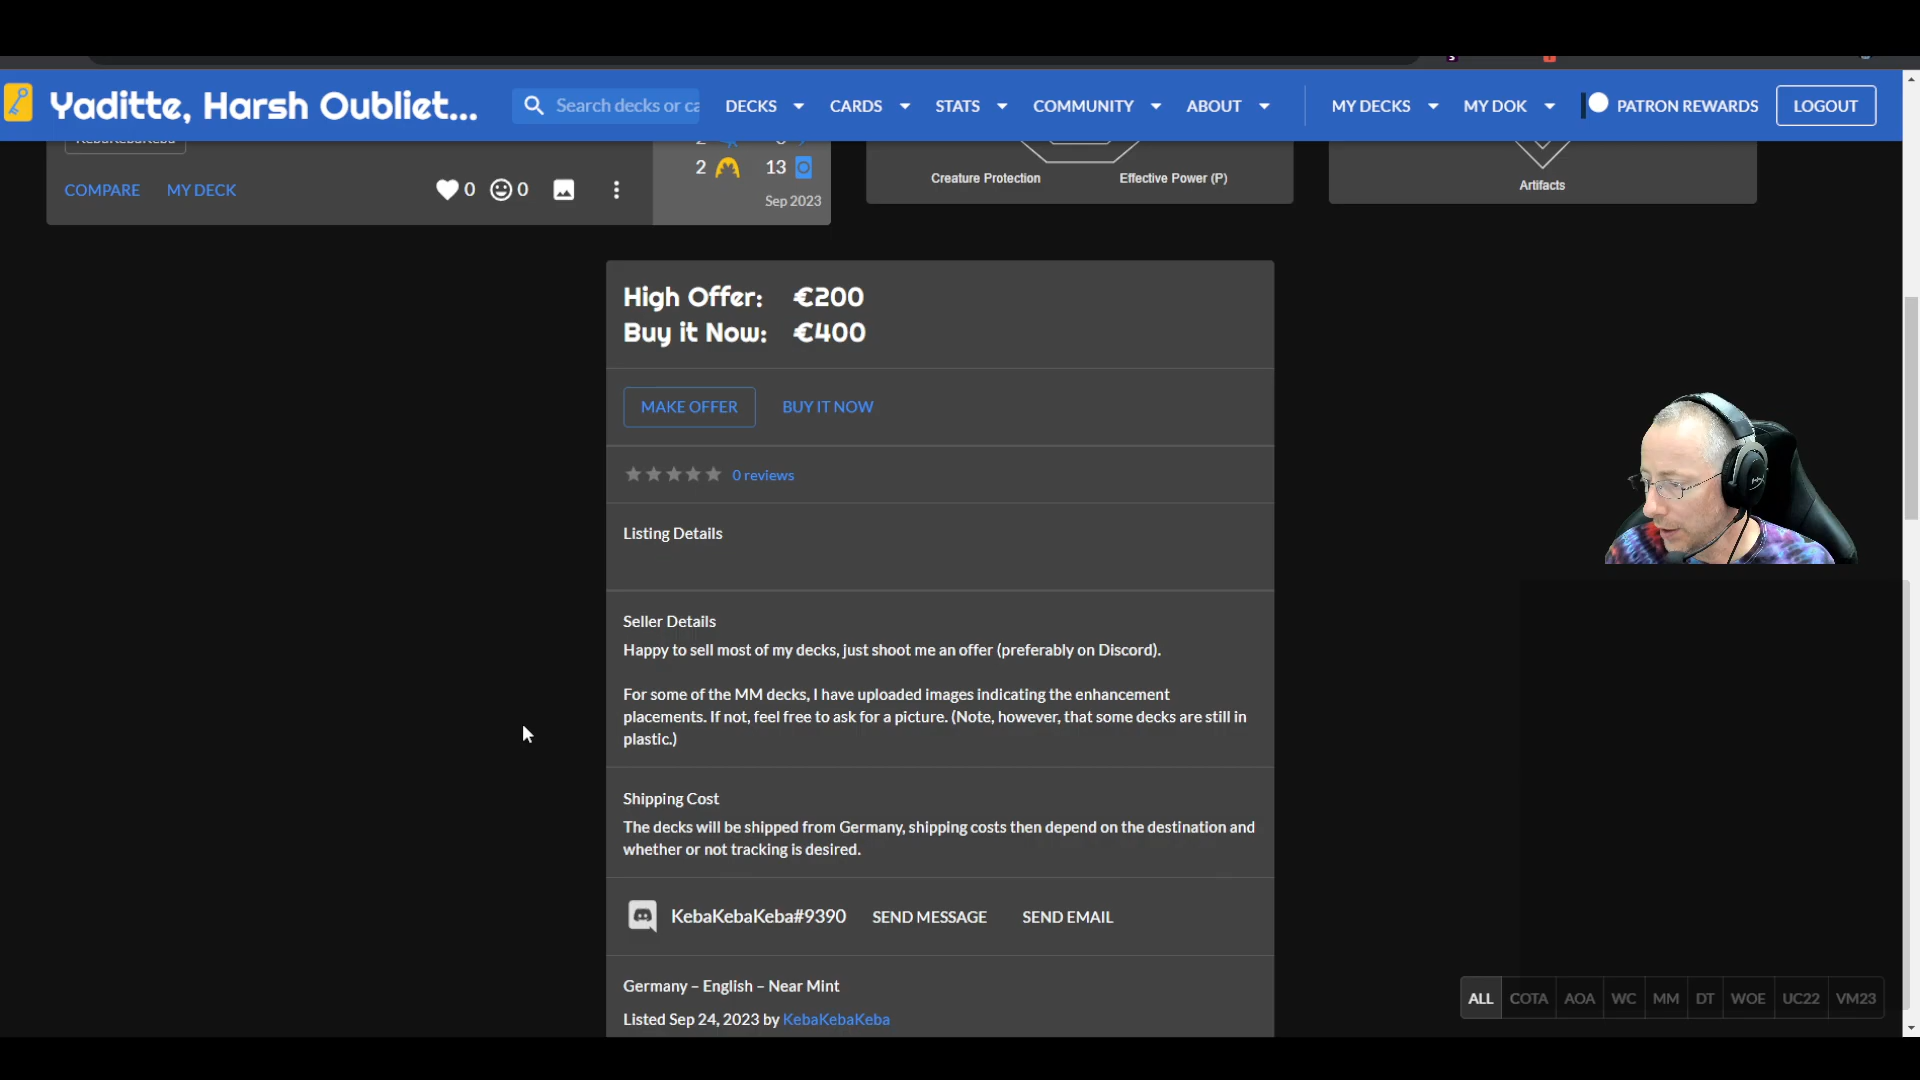 Yaditte, Harsh Oubliet...
Search decks or ca
DECKS
CARDS
STATS
COMMUNITY
ABOUT
MY DECKS
MY DOK
PATRON REWARDS
LOGOUT
KebaKebaKeba
COMPARE
MY DECK
0
0
2
2
13
Sep 2023
Creature Protection
Effective Power (P)
Artifacts
High Offer: €200
Buy it Now: €400
MAKE OFFER
BUY IT NOW
0 reviews
Listing Details
Seller Details
Happy to sell most of my decks, just shoot me an offer (preferably on Discord).
For some of the MM decks, I have uploaded images indicating the enhancement
placements. If not, feel free to ask for a picture. (Note, however, that some decks are still in
plastic.)
Shipping Cost
The decks will be shipped from Germany, shipping costs then depend on the destination and
whether or not tracking is desired.
KebaKebaKeba#9390
SEND MESSAGE
SEND EMAIL
Germany – English – Near Mint
Listed Sep 24, 2023 by KebaKebaKeba
ALL COTA AOA WC MM DT WOE UC22 VM23